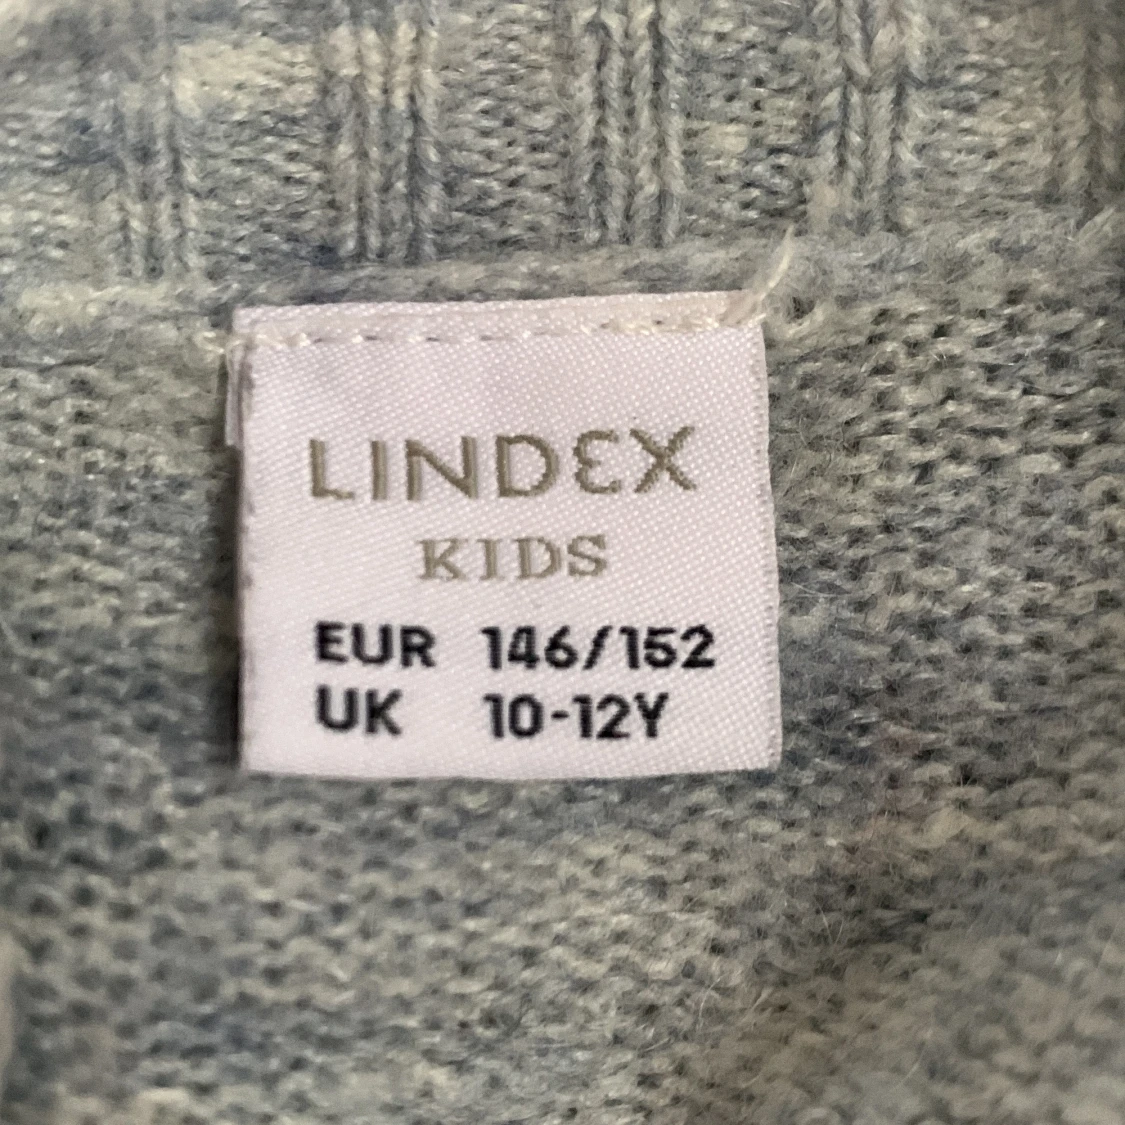 LINDEX
KIDS
EUR 146/152
UK 10-12Y